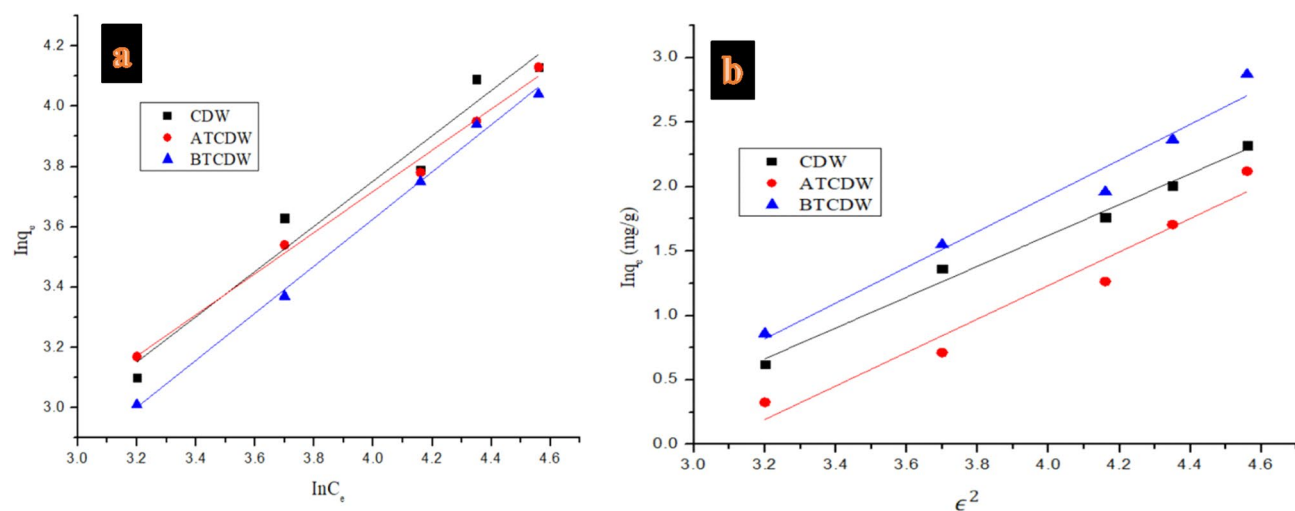 a
4.2
4.0
3.8
3.6
3.4
3.2
3.0
Inqe
CDW
ATCDW
BTCDW
3.0 3.2 3.4 3.6 3.8 4.0 4.2 4.4 4.6
InCe
b
3.0
2.5
2.0
1.5
1.0
0.5
0.0
Inqe (mg/g)
CDW
ATCDW
BTCDW
3.0 3.2 3.4 3.6 3.8 4.0 4.2 4.4 4.6
ϵ²